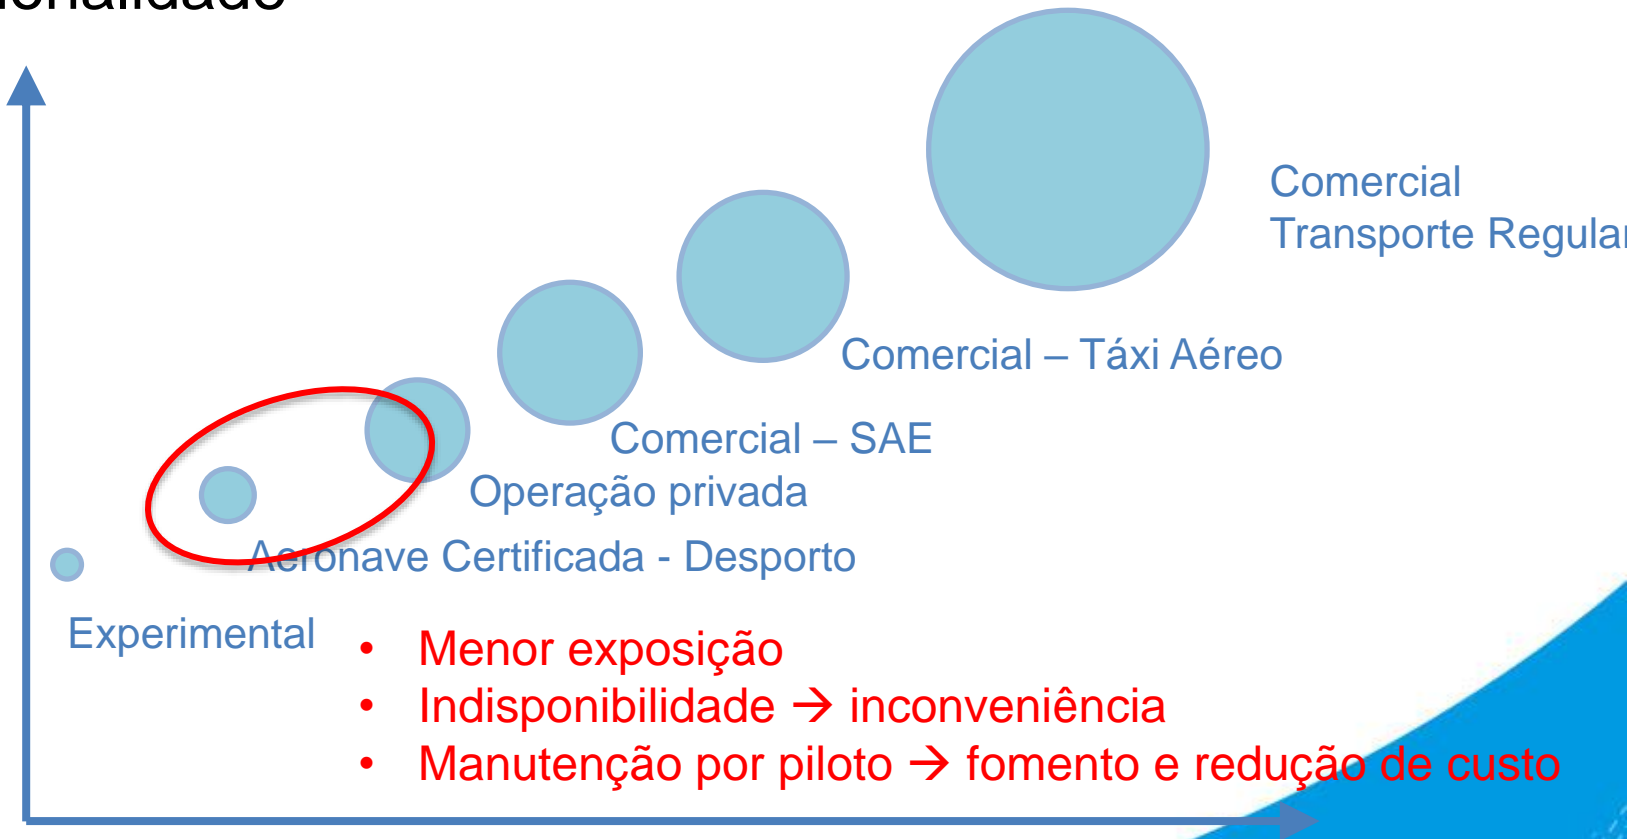 Comercial
Transporte Regular
Comercial – Táxi Aéreo
Comercial – SAE
Operação privada
Aeronave Certificada - Desporto
Experimental
• Menor exposição
• Indisponibilidade → inconveniência
• Manutenção por piloto → fomento e redução de custo